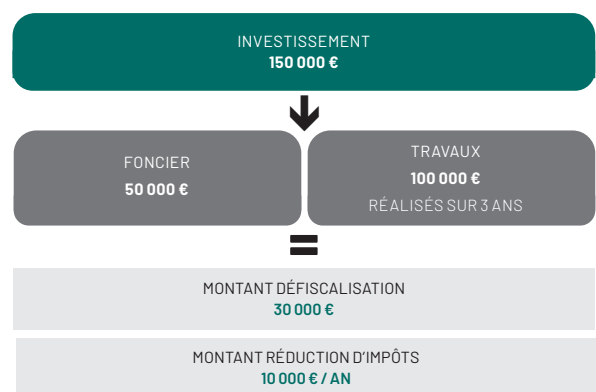 INVESTISSEMENT
150 000 €
FONCIER
50 000 €
TRAVAUX
100 000 €
RÉALISÉS SUR 3 ANS
=
MONTANT DÉFISCALISATION
30 000 €
MONTANT RÉDUCTION D'IMPÔTS
10 000 € / AN